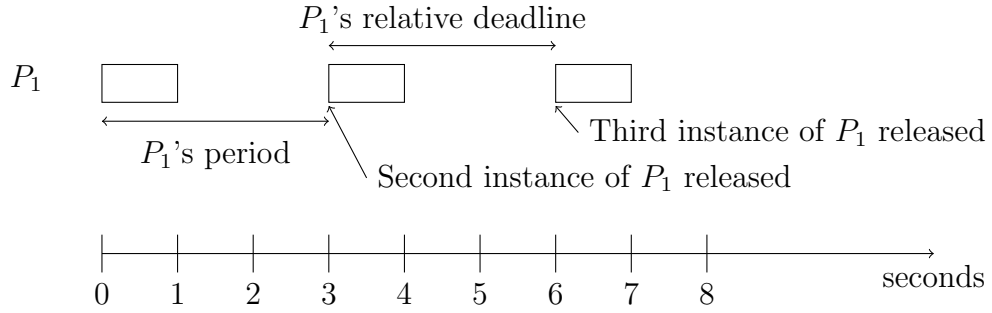 P₁'s relative deadline
P₁
Third instance of P₁ released
P₁'s period
Second instance of P₁ released
seconds
0 1 2 3 4 5 6 7 8